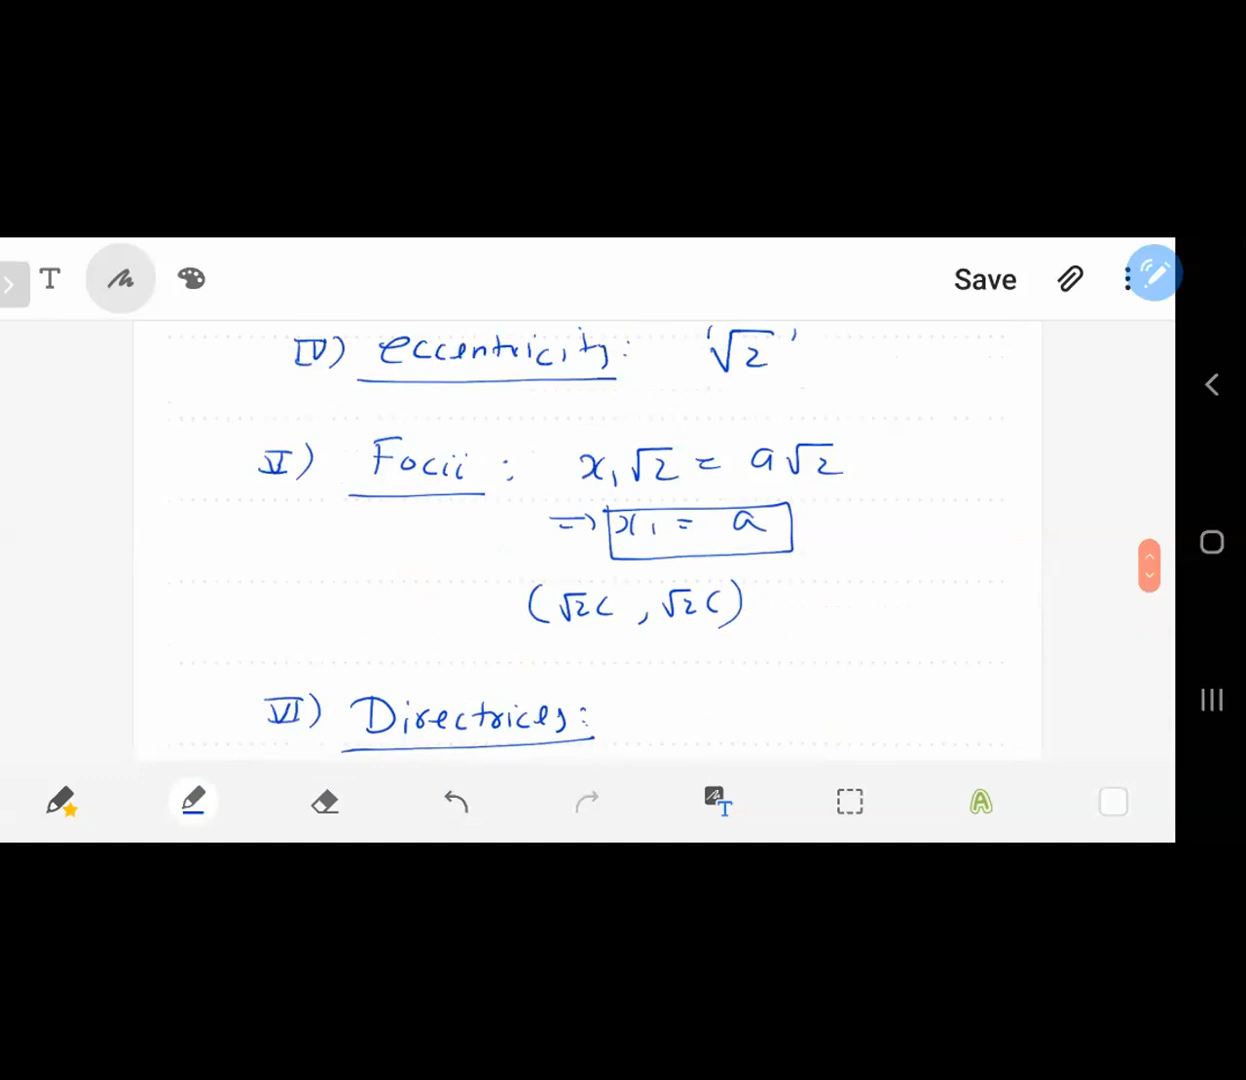 T Save
IV) eccentricity: '√2'
V) Focii : x₁√2 = a√2
=> x₁ = a
(√2c , √2c)
VI) Directrices:
T A